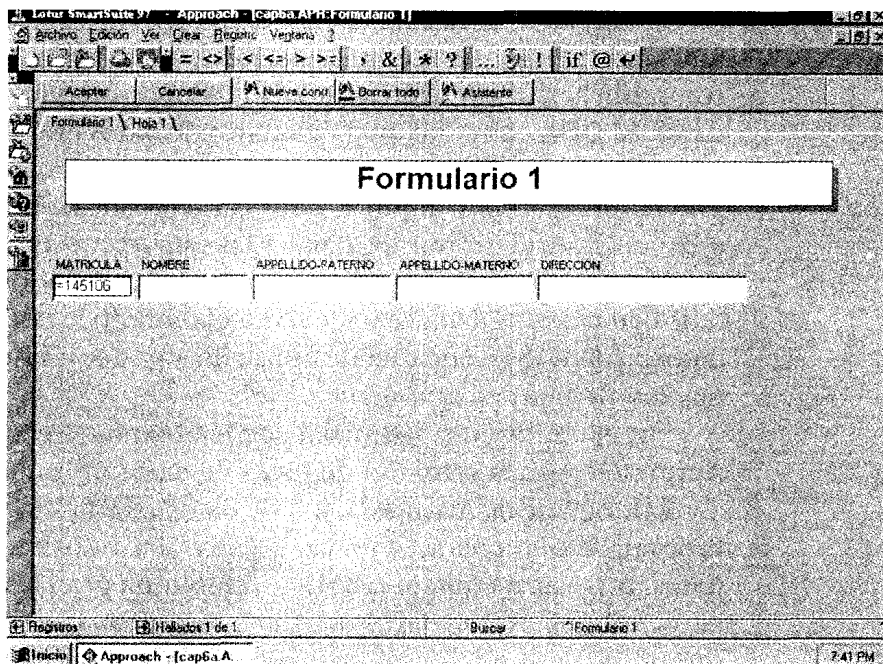 Lotus SmartSuite 97 - Approach - [cap6a.APR:Formulario 1]
Archivo Edición Ver Crear Registro Ventana ?
= <> < <= > >= , & * ? ... ! if @
Aceptar Cancelar Nueva cond. Borrar todo Asistente
Formulario 1 Hoja 1
Formulario 1
MATRICULA NOMBRE APPELLIDO-PATERNO APPELLIDO-MATERNO DIRECCION
=145106
Registros Hallados 1 de 1 Buscar Formulario 1
Inicio Approach - [cap6a.A... 7:41 PM